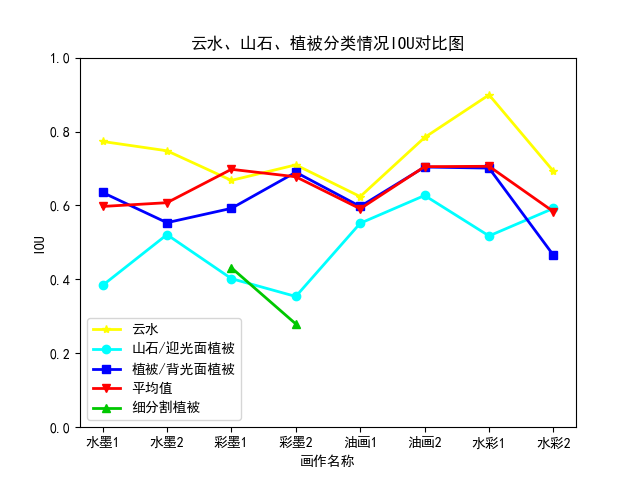 云水、山石、植被分类情况IOU对比图
1.0
0.8
0.6
0.4
0.2
0.0
IOU
云水
山石/迎光面植被
植被/背光面植被
平均值
细分割植被
水墨1 水墨2 彩墨1 彩墨2 油画1 油画2 水彩1 水彩2
画作名称